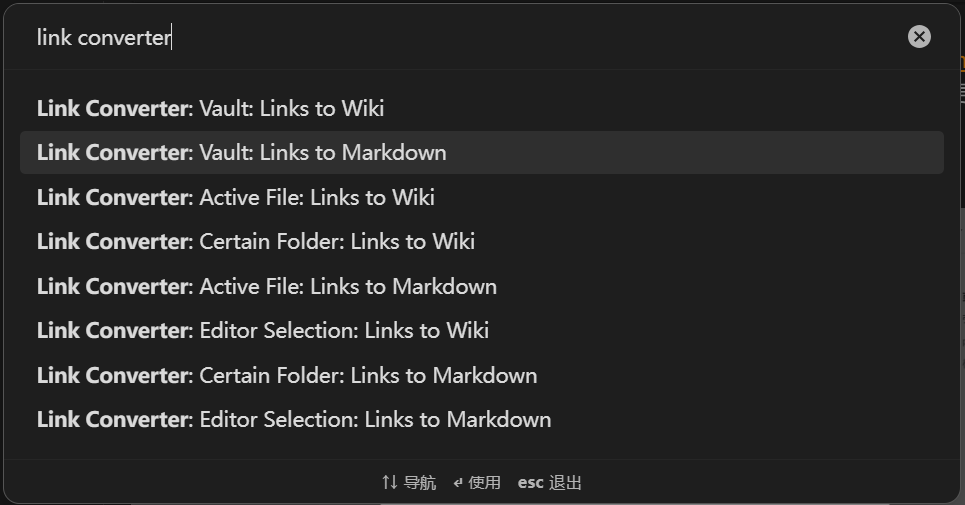 link converter
Link Converter: Vault: Links to Wiki
Link Converter: Vault: Links to Markdown
Link Converter: Active File: Links to Wiki
Link Converter: Certain Folder: Links to Wiki
Link Converter: Active File: Links to Markdown
Link Converter: Editor Selection: Links to Wiki
Link Converter: Certain Folder: Links to Markdown
Link Converter: Editor Selection: Links to Markdown
↑↓ 导航 ↵ 使用 esc 退出